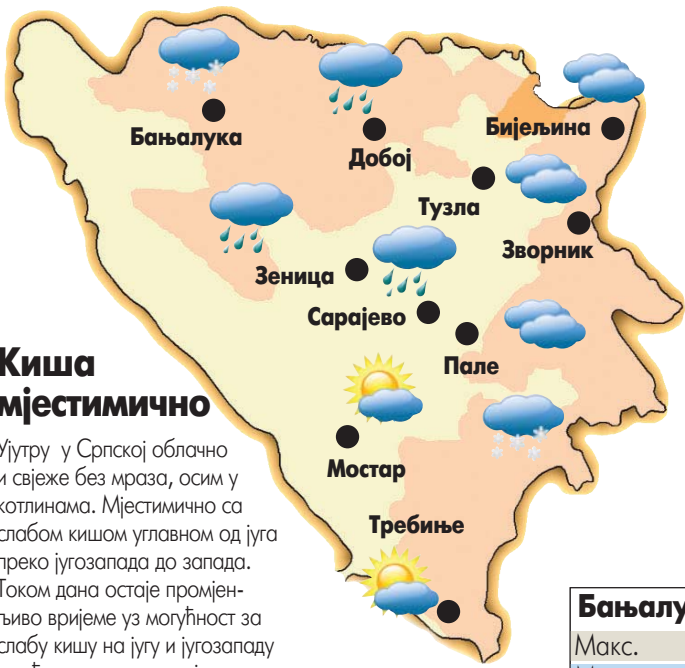 Бањалука
Добој
Бијељина
Тузла
Зворник
Зеница
Сарајево
Пале
Мостар
Требиње
Киша
мјестимично
Ујутру у Српској облачно
и свјеже без мраза, осим у
котлинама. Мјестимично са
слабом кишом углавном од југа
преко југозапада до запада.
Током дана остаје промјен-
љиво вријеме уз могућност за
слабу кишу на југу и југозападу
Бањалу
Макс.